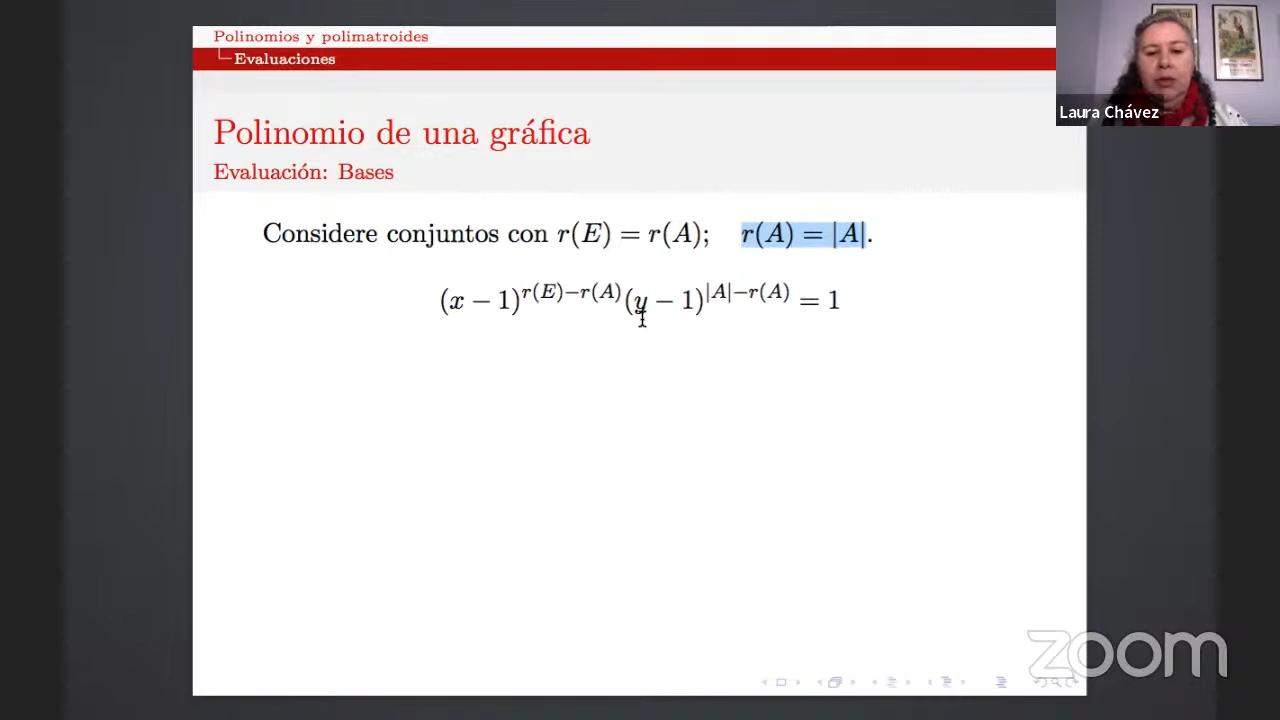 Polinomios y polimatroides
Evaluaciones
Laura Chávez
Polinomio de una gráfica
Evaluación: Bases
Considere conjuntos con r(E) = r(A); r(A) = |A|.
(x − 1)^{r(E)−r(A)}(y − 1)^{|A|−r(A)} = 1
zoom